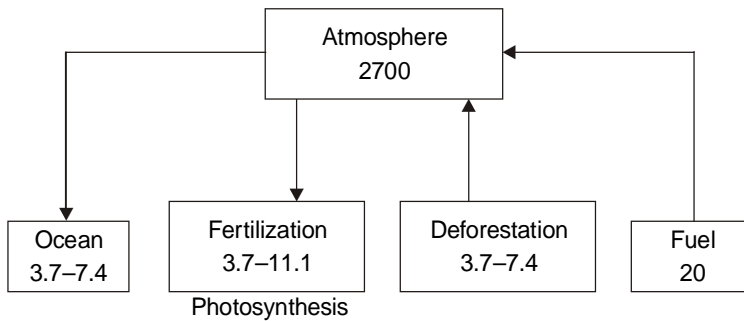 Atmosphere
2700
Ocean
3.7–7.4
Fertilization
3.7–11.1
Deforestation
3.7–7.4
Fuel
20
Photosynthesis